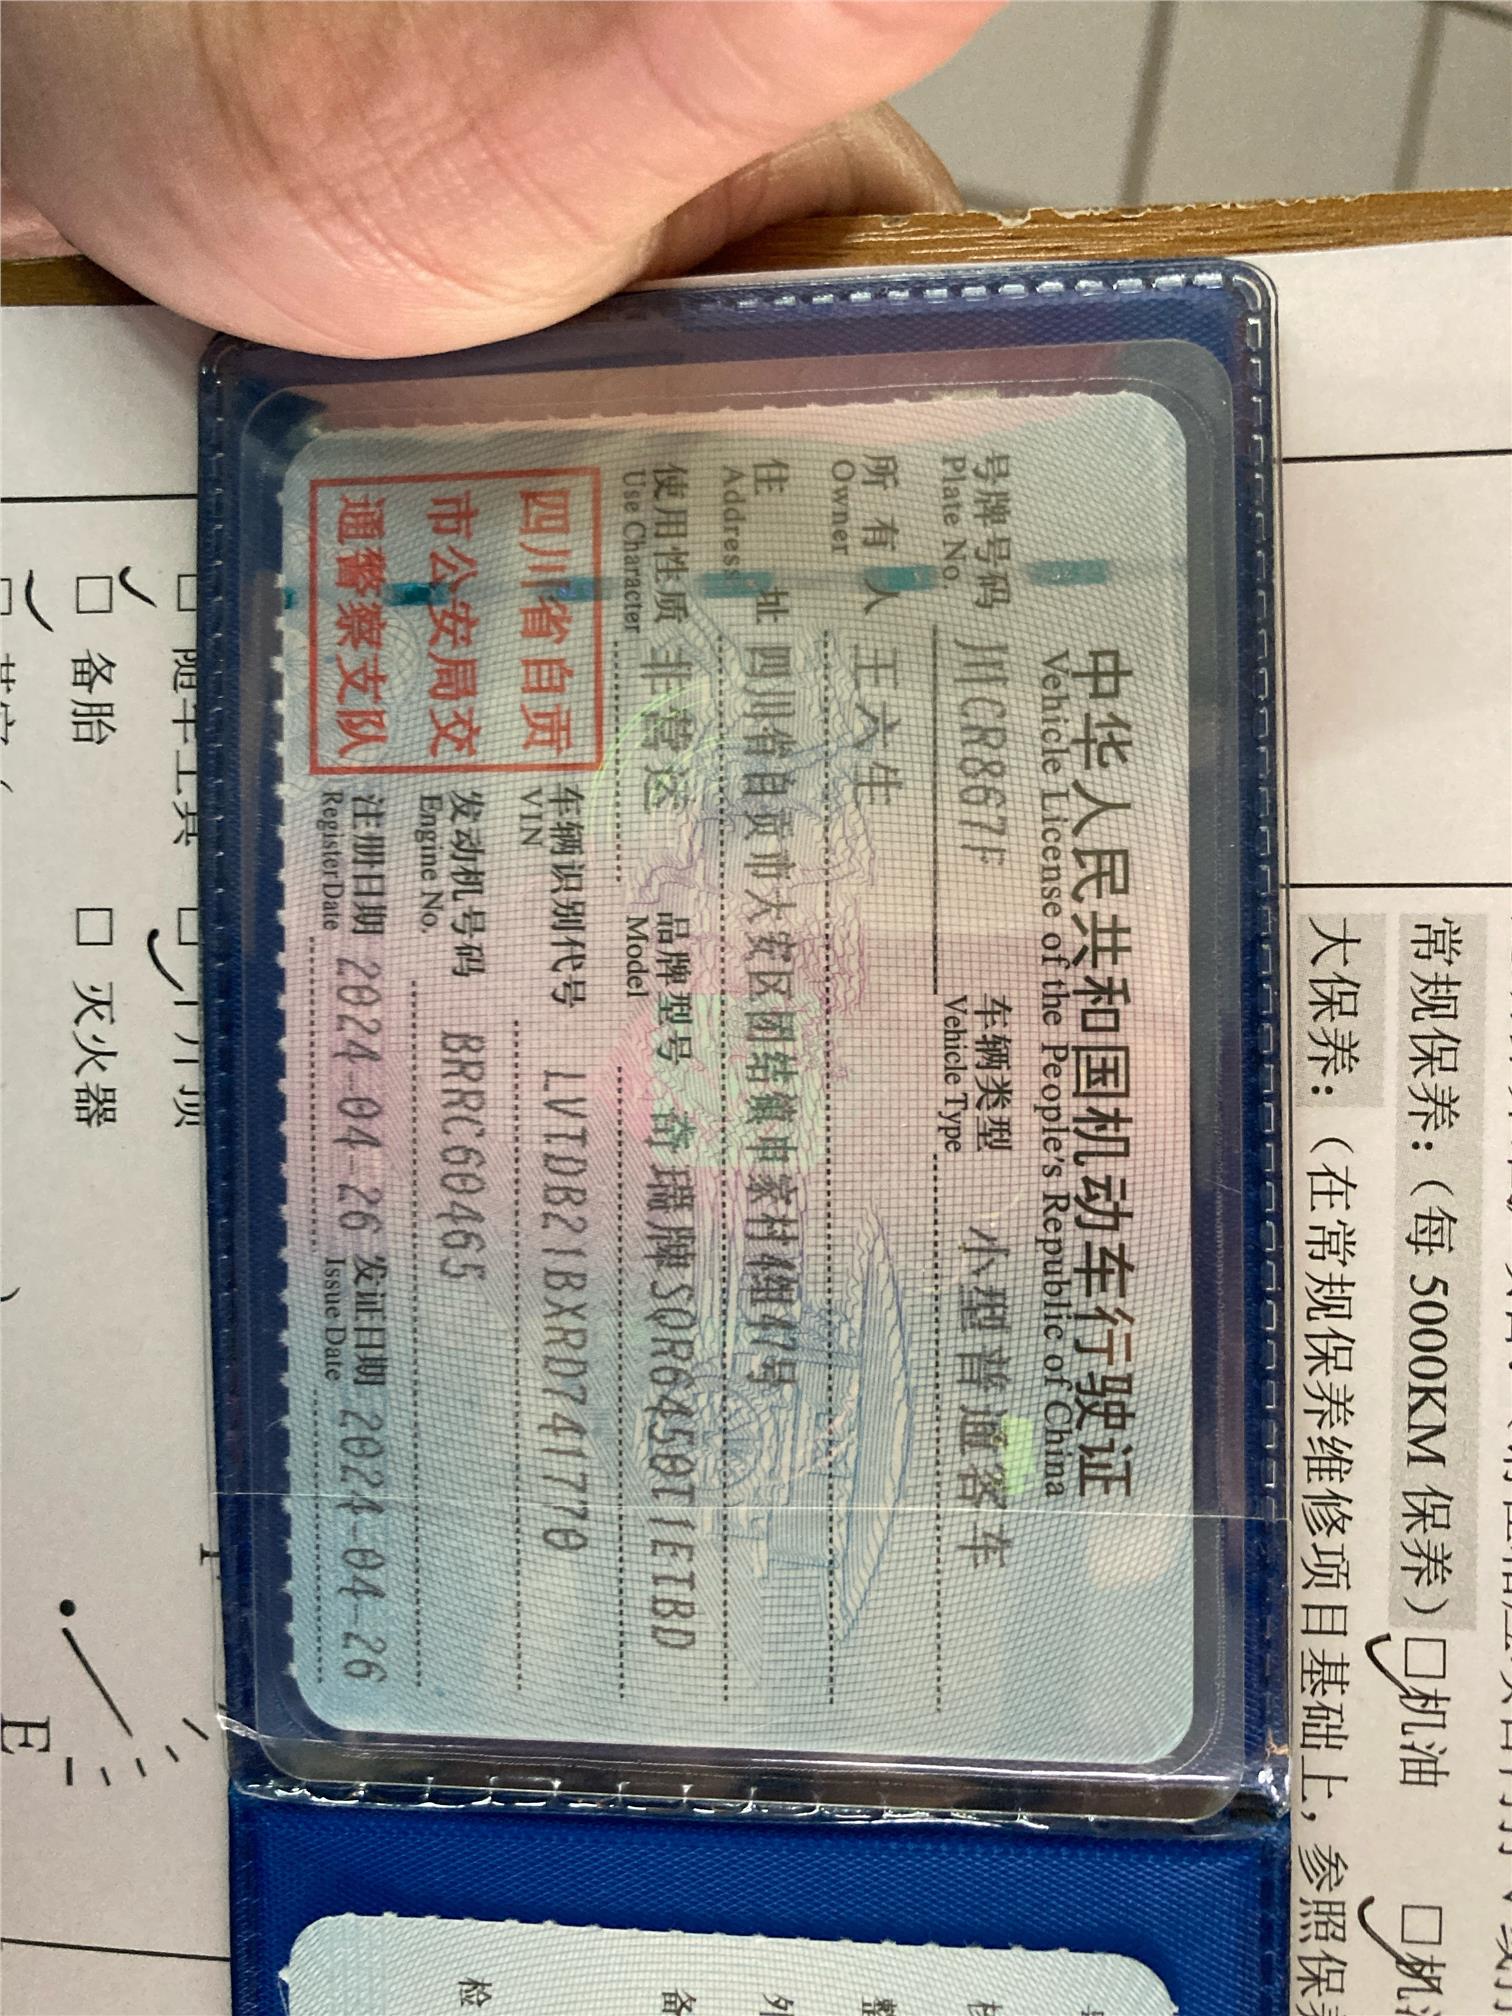 中华人民共和国机动车行驶证
Vehicle License of the People's Republic of China
号牌号码 川CR867F 车辆类型 小型普通客车
Plate No. Vehicle Type
所有人 王六生
Owner
住址 四川省自贡市大安区团结镇申家村4组47号
Address
使用性质 非营运 品牌型号 奇瑞牌SQR6450T1ETBD
Use Character Model
四川省自贡
市公安局交
通警察支队
车辆识别代号 LVTDB21BXRD741770
VIN
发动机号码 BRRC60465
Engine No.
注册日期 2024-04-26 发证日期 2024-04-26
Register Date Issue Date
常规保养：（每 5000KM 保养）□机油
大保养：（在常规保养维修项目基础上，参照保养
□ 备胎 □ 灭火器
E
检